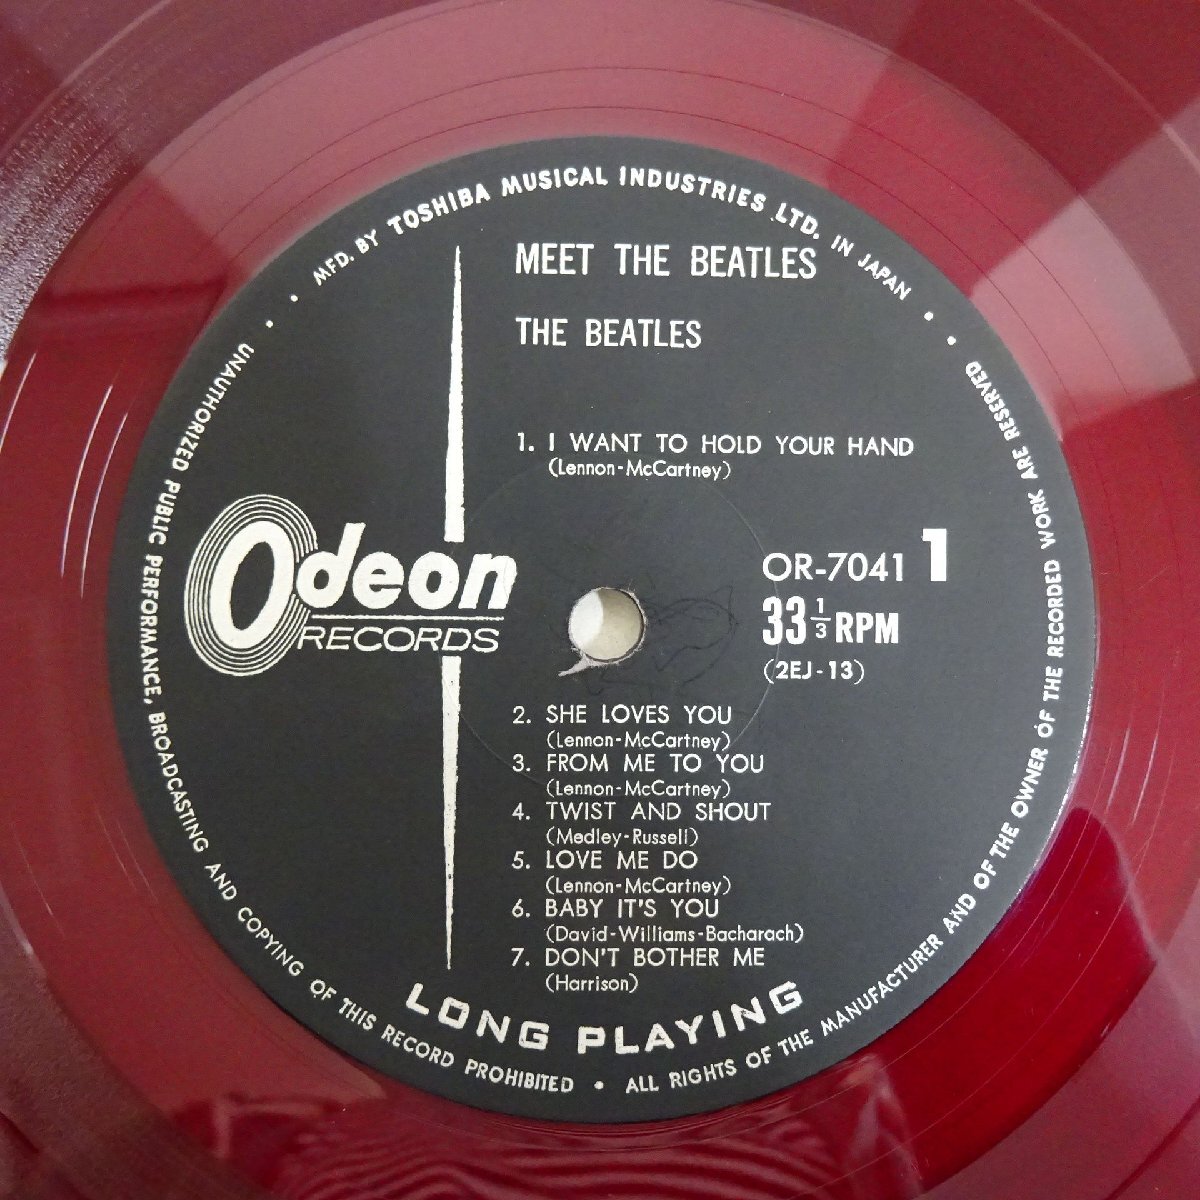 MFD. BY TOSHIBA MUSICAL INDUSTRIES LTD. IN JAPAN
MEET THE BEATLES
THE BEATLES
1. I WANT TO HOLD YOUR HAND
(Lennon-McCartney)
Odeon
RECORDS
OR-7041 1
33 1/3 RPM
(2EJ-13)
2. SHE LOVES YOU
(Lennon-McCartney)
3. FROM ME TO YOU
(Lennon-McCartney)
4. TWIST AND SHOUT
(Medley-Russell)
5. LOVE ME DO
(Lennon-McCartney)
6. BABY IT'S YOU
(David-Williams-Bacharach)
7. DON'T BOTHER ME
(Harrison)
LONG PLAYING
UNAUTHORIZED PUBLIC PERFORMANCE, BROADCASTING AND COPYING OF THIS RECORD PROHIBITED • ALL RIGHTS OF THE MANUFACTURER AND OF THE OWNER OF THE RECORDED WORK ARE RESERVED